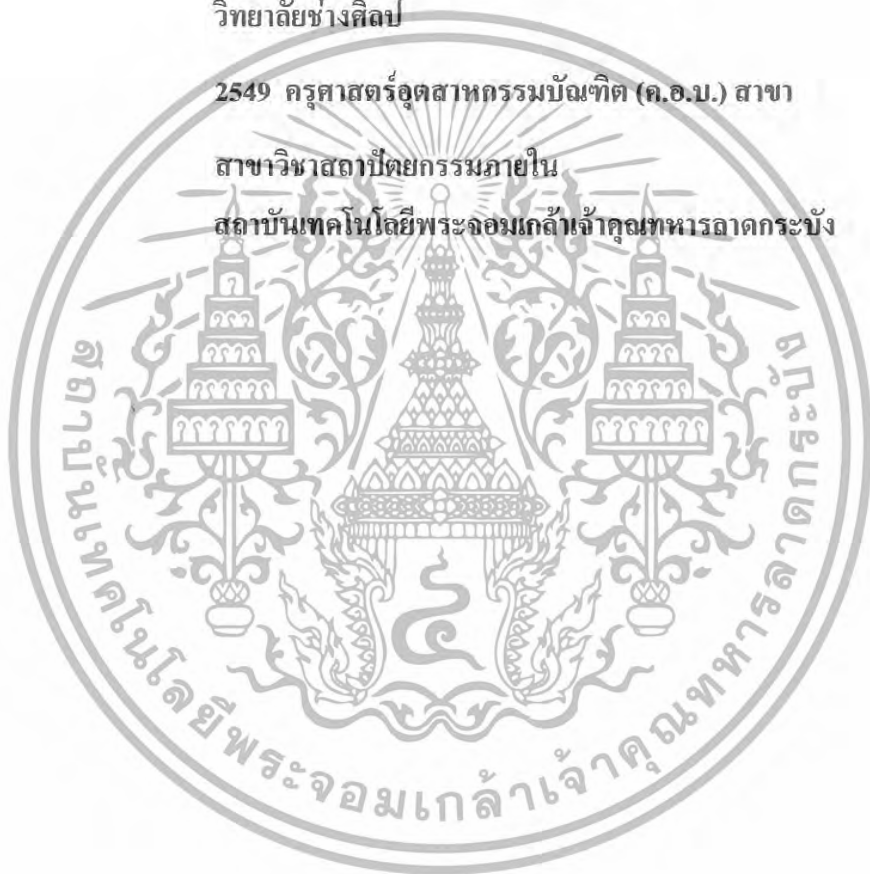 วิทยาลัยช่างศิลป
2549 ครุศาสตร์อุตสาหกรรมบัณฑิต (ค.อ.บ.) สาขา
สาขาวิชาสถาปัตยกรรมภายใน
สถาบันเทคโนโลยีพระจอมเกล้าเจ้าคุณทหารลาดกระบัง
สถาบันเทคโนโลยีพระจอมเกล้าเจ้าคุณทหารลาดกระบัง
๔